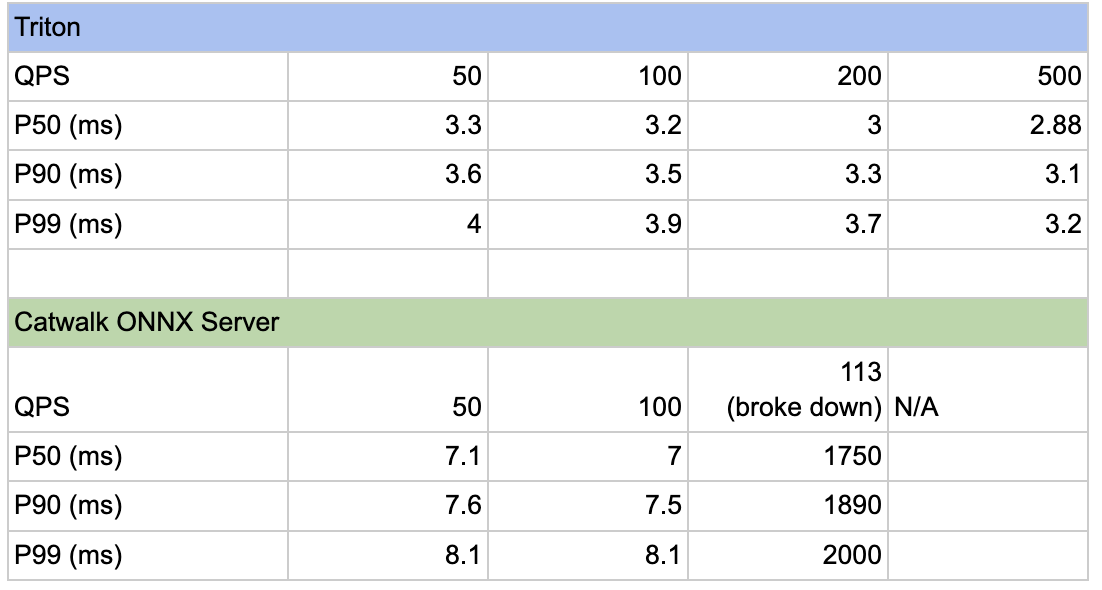 Triton
QPS 50 100 200 500
P50 (ms) 3.3 3.2 3 2.88
P90 (ms) 3.6 3.5 3.3 3.1
P99 (ms) 4 3.9 3.7 3.2
Catwalk ONNX Server
113
QPS 50 100 (broke down) N/A
P50 (ms) 7.1 7 1750
P90 (ms) 7.6 7.5 1890
P99 (ms) 8.1 8.1 2000